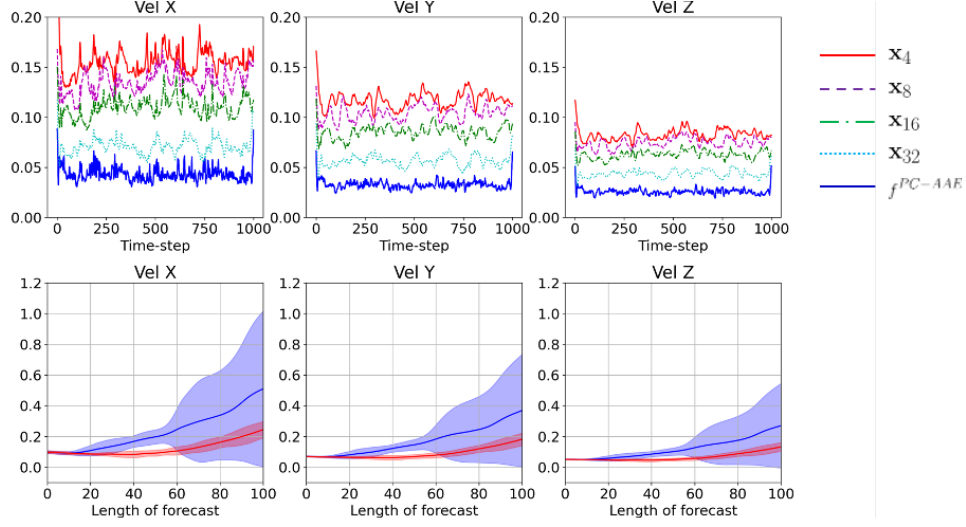 Vel X Vel Y Vel Z
0.20 0.20 0.20
0.15 0.15 0.15
0.10 0.10 0.10
0.05 0.05 0.05
0.00 0.00 0.00
0 250 500 750 1000 0 250 500 750 1000 0 250 500 750 1000
Time-step Time-step Time-step
x4
x8
x16
x32
f^PC-AAE
Vel X Vel Y Vel Z
1.2 1.2 1.2
1.0 1.0 1.0
0.8 0.8 0.8
0.6 0.6 0.6
0.4 0.4 0.4
0.2 0.2 0.2
0.0 0.0 0.0
0 20 40 60 80 100 0 20 40 60 80 100 0 20 40 60 80 100
Length of forecast Length of forecast Length of forecast